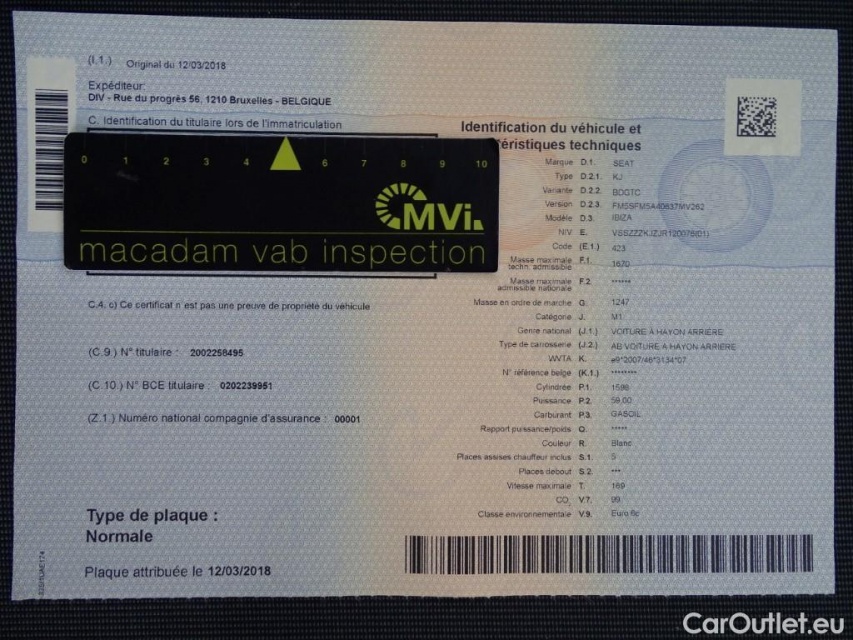 (I.1.) Original du 12/03/2018
Expéditeur:
DIV - Rue du progrès 56, 1210 Bruxelles - BELGIQUE
C. Identification du titulaire lors de l'immatriculation
0 1 2 3 4 6 7 8 9 10
MVi.
macadam vab inspection
C.4. c) Ce certificat n'est pas une preuve de propriété du véhicule
(C.9.) N° titulaire : 2002258495
(C.10.) N° BCE titulaire : 0202239951
(Z.1.) Numéro national compagnie d'assurance : 00001
Type de plaque :
Normale
Plaque attribuée le 12/03/2018
Identification du véhicule et
éristiques techniques
Marque D.1. SEAT
Type D.2.1. KJ
Variante D.2.2. BDGTC
Version D.2.3. FM5SFM5A40637MV262
Modèle D.3. IBIZA
NIV E.
Code (E.1.) 423
Masse maximale techn. admissible F.1. 1670
Masse maximale admissible nationale F.2. ******
Masse en ordre de marche G. 1247
Catégorie J. M1
Genre national (J.1.) VOITURE A HAYON ARRIERE
Type de carrosserie (J.2.) AB VOITURE A HAYON ARRIERE
WVTA K. e9*2007/46*3134*07
N° référence belge (K.1.) ********
Cylindrée P.1. 1598
Puissance P.2. 59.00
Carburant P.3. GASOIL
Rapport puissance/poids Q. *****
Couleur R. Blanc
Places assises chauffeur inclus S.1. 5
Places debout S.2. ***
Vitesse maximale T. 169
CO2 V.7. 99
Classe environnementale V.9. Euro 6c
CarOutlet.eu